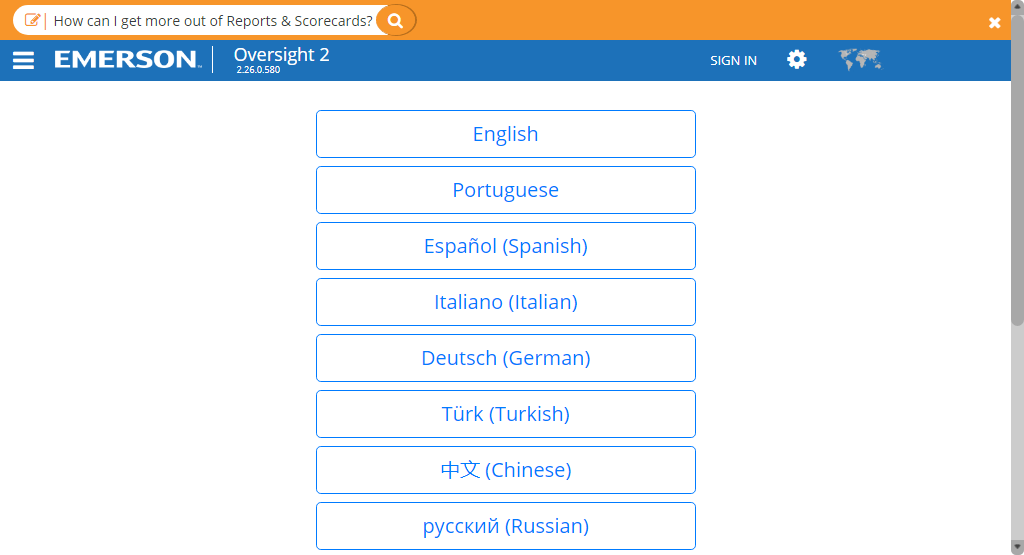 How can I get more out of Reports & Scorecards?
EMERSON™
Oversight 2
2.26.0.580
SIGN IN
English
Portuguese
Español (Spanish)
Italiano (Italian)
Deutsch (German)
Türk (Turkish)
中文 (Chinese)
русский (Russian)